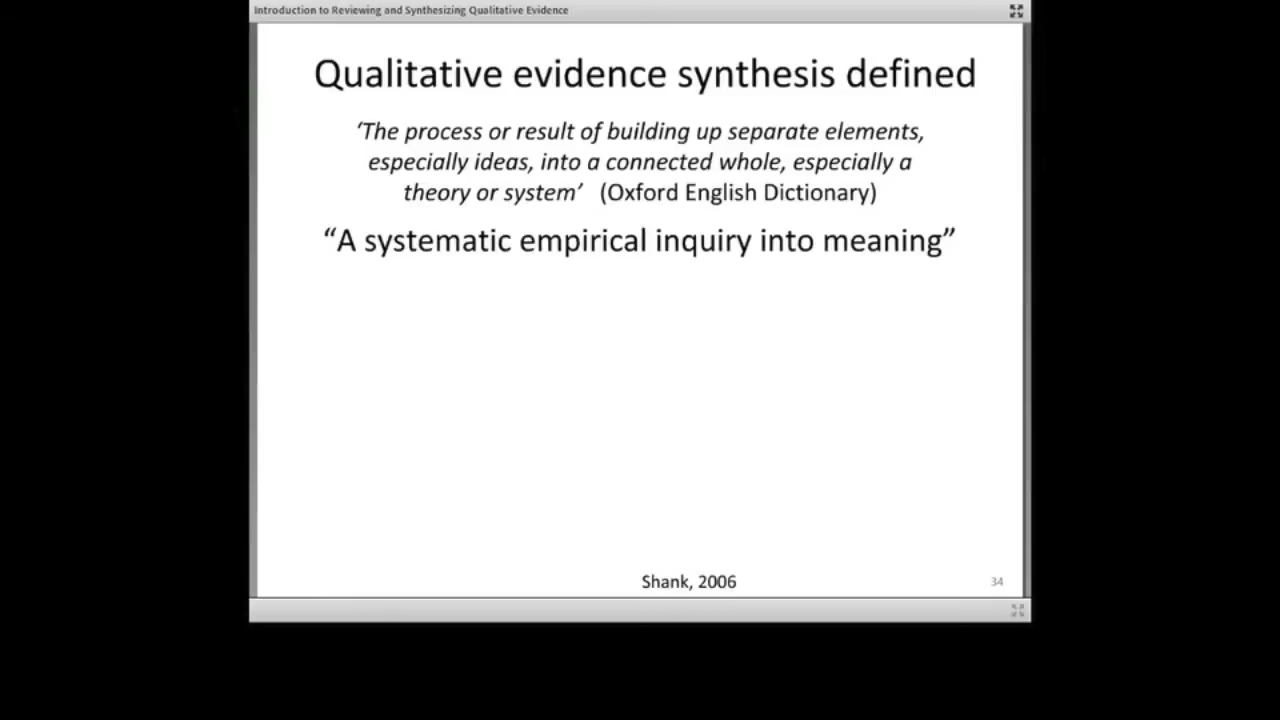 Introduction to Reviewing and Synthesizing Qualitative Evidence
Qualitative evidence synthesis defined
‘The process or result of building up separate elements,
especially ideas, into a connected whole, especially a
theory or system’ (Oxford English Dictionary)
“A systematic empirical inquiry into meaning”
Shank, 2006
34